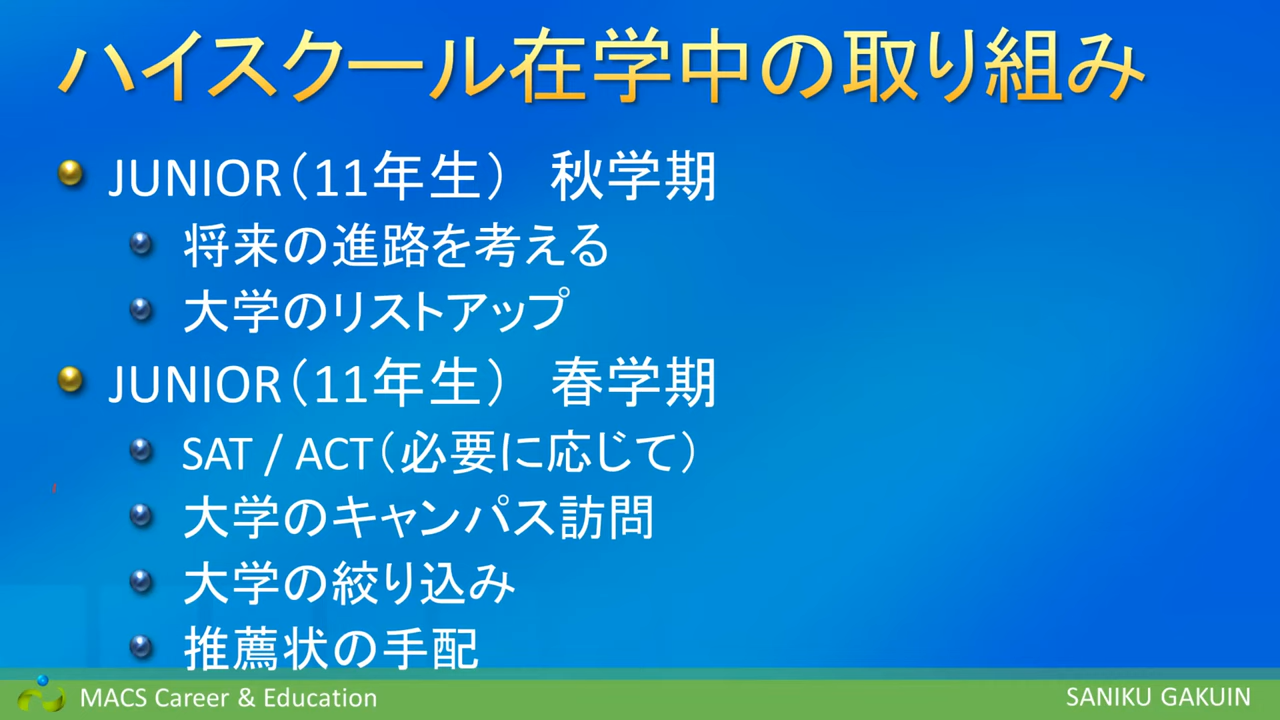 ハイスクール在学中の取り組み
JUNIOR（11年生）　秋学期
将来の進路を考える
大学のリストアップ
JUNIOR（11年生）　春学期
SAT / ACT（必要に応じて）
大学のキャンパス訪問
大学の絞り込み
推薦状の手配
MACS Career & Education
SANIKU GAKUIN